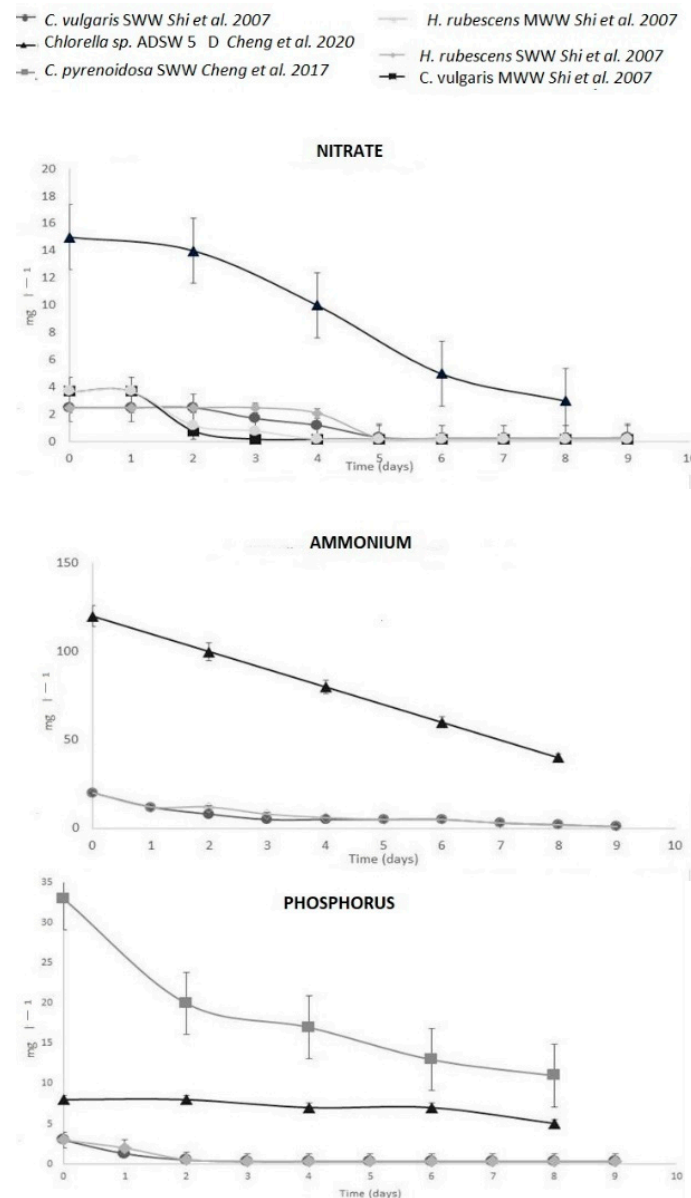 C. vulgaris SWW Shi et al. 2007
Chlorella sp. ADSW 5 D Cheng et al. 2020
C. pyrenoidosa SWW Cheng et al. 2017
H. rubescens MWW Shi et al. 2007
H. rubescens SWW Shi et al. 2007
C. vulgaris MWW Shi et al. 2007
NITRATE
20
18
16
14
12
10
8
6
4
2
0
mg l — 1
0 1 2 3 4 5 6 7 8 9 10
Time (days)
AMMONIUM
150
100
50
0
mg l — 1
0 1 2 3 4 5 6 7 8 9 10
Time (days)
PHOSPHORUS
35
30
25
20
15
10
5
0
mg l — 1
0 1 2 3 4 5 6 7 8 9 10
Time (days)